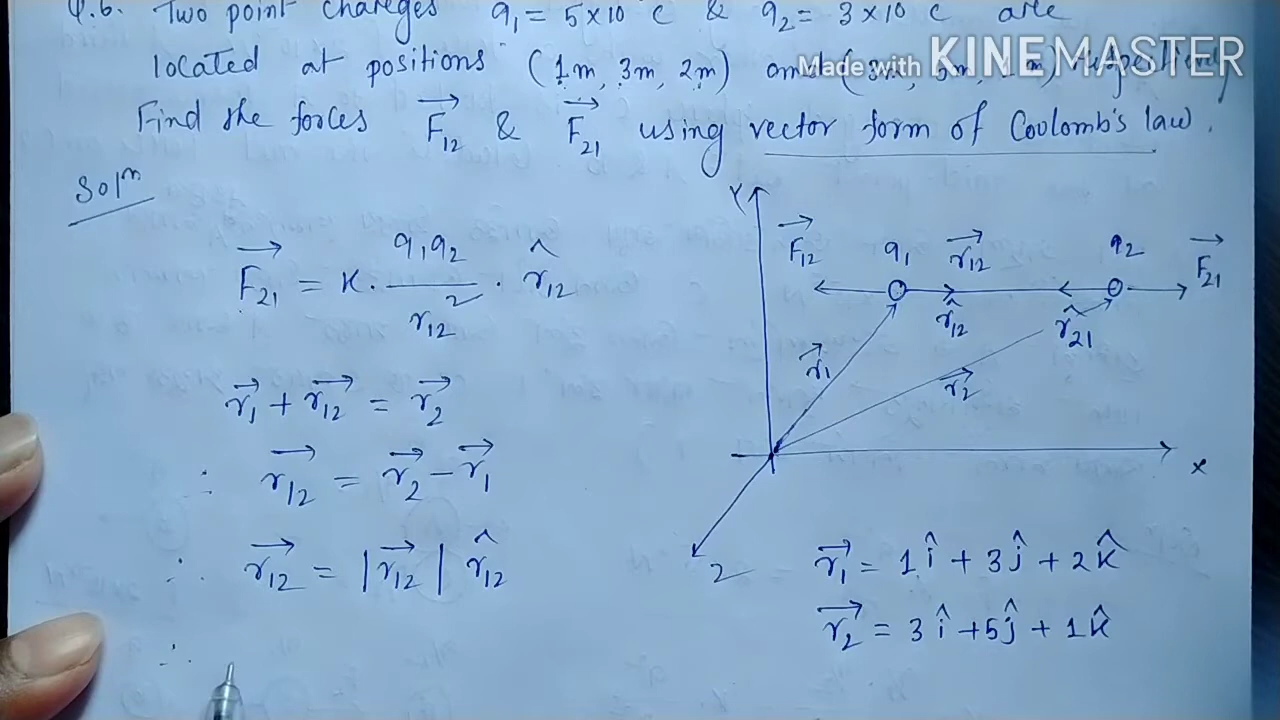 Q.6. Two point charges q₁ = 5×10 C & q₂ = 3×10 C are
located at positions (1m, 3m, 2m) and
Made with KINEMASTER
Find the forces F₁₂→ & F₂₁→ using vector form of Coulomb's law.
Solⁿ
F₂₁→ = K · q₁q₂ / r₁₂² · r̂₁₂
r₁→ + r₁₂→ = r₂→
∴ r₁₂→ = r₂→ − r₁→
∴ r₁₂→ = |r₁₂→| r̂₁₂
∴
Y
F₁₂→ q₁ r₁₂→ q₂ F₂₁→
r̂₁₂ r̂₂₁
r₁→ r₂→
X
Z
r₁→ = 1î + 3ĵ + 2k̂
r₂→ = 3î + 5ĵ + 1k̂